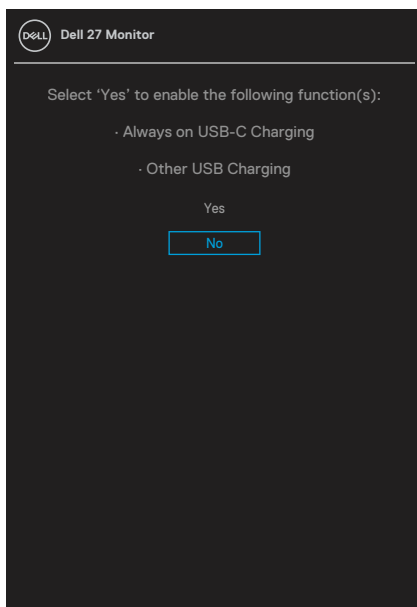 DELL Dell 27 Monitor
Select ‘Yes’ to enable the following function(s):
· Always on USB-C Charging
· Other USB Charging
Yes
No